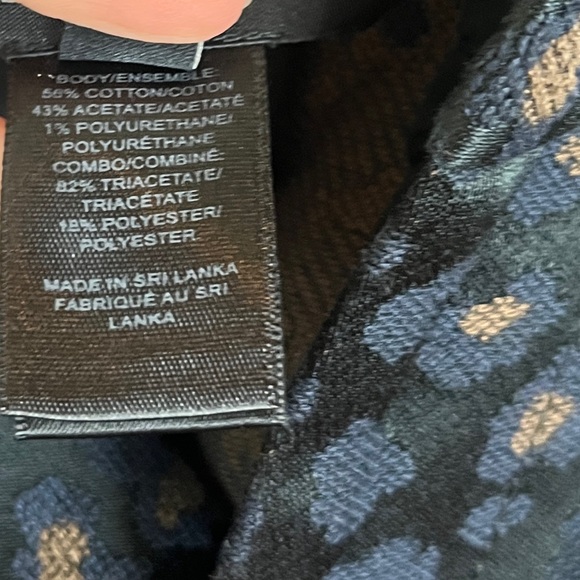 BODY/ENSEMBLE:
56% COTTON/COTON
43% ACETATE/ACÉTATE
1% POLYURETHANE/
POLYURÉTHANE
COMBO/COMBINÉ:
82% TRIACETATE/
TRIACÉTATE
18% POLYESTER/
POLYESTER
MADE IN SRI LANKA
FABRIQUÉ AU SRI
LANKA